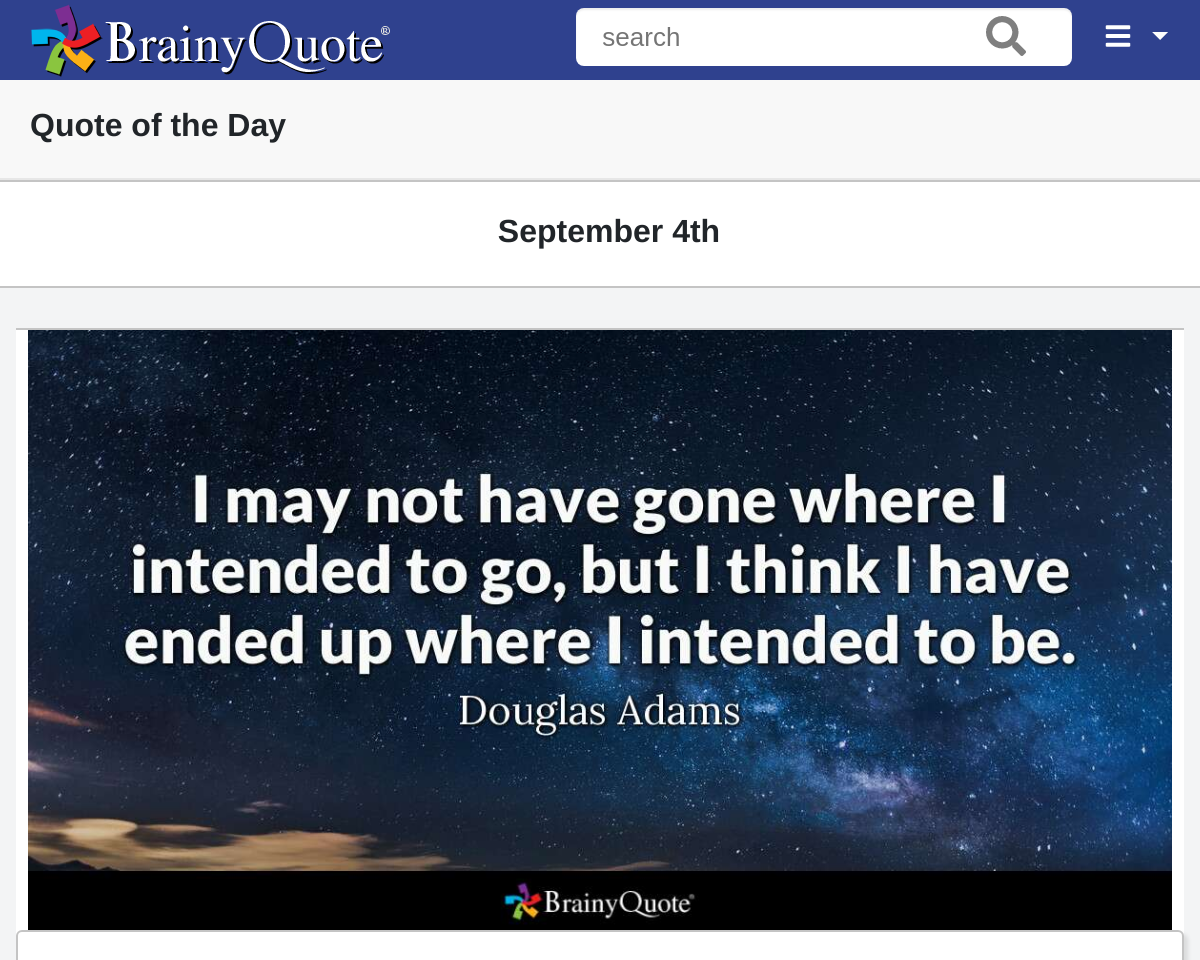 BrainyQuote®
search
Quote of the Day
September 4th
I may not have gone where I
intended to go, but I think I have
ended up where I intended to be.
Douglas Adams
BrainyQuote®